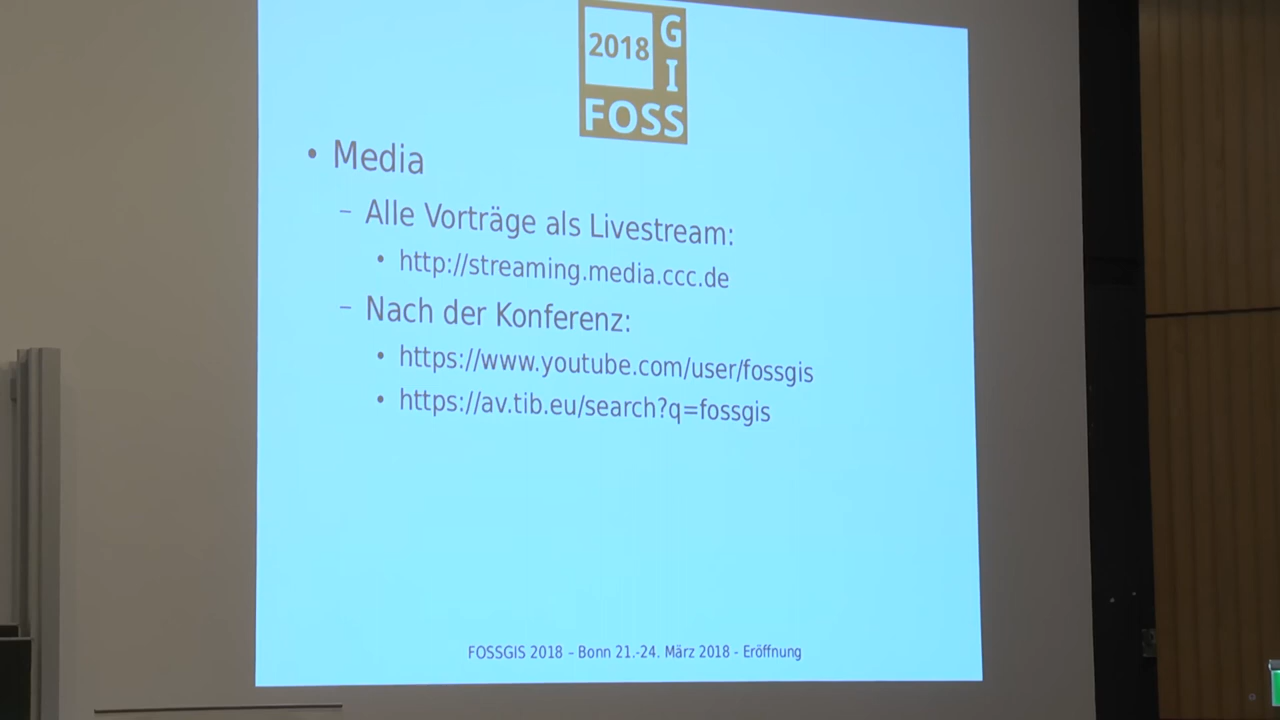 2018
G
I
FOSS
• Media
– Alle Vorträge als Livestream:
• http://streaming.media.ccc.de
– Nach der Konferenz:
• https://www.youtube.com/user/fossgis
• https://av.tib.eu/search?q=fossgis
FOSSGIS 2018 – Bonn 21.-24. März 2018 - Eröffnung